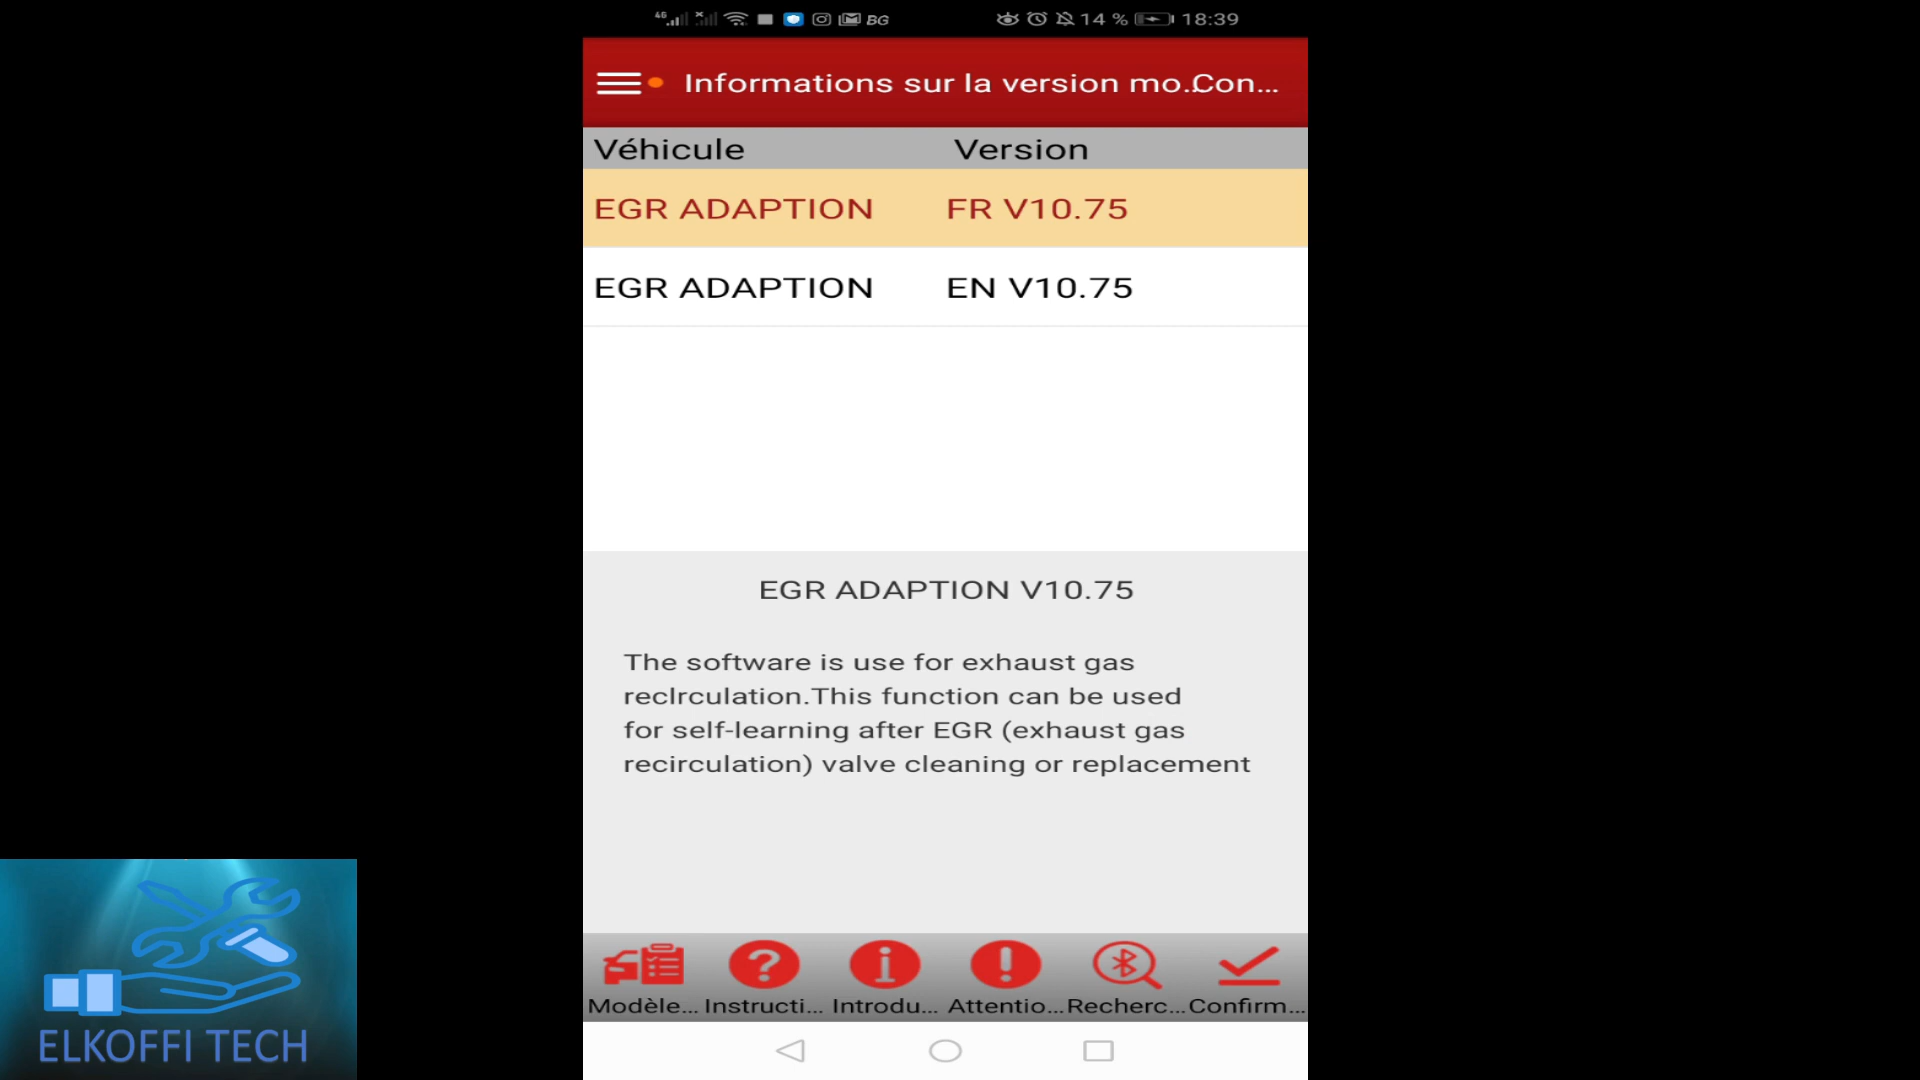 4G BG 14 % 18:39
Informations sur la version mo... Con...
Véhicule Version
EGR ADAPTION FR V10.75
EGR ADAPTION EN V10.75
EGR ADAPTION V10.75
The software is use for exhaust gas
reclrculation.This function can be used
for self-learning after EGR (exhaust gas
recirculation) valve cleaning or replacement
Modèle... Instructi... Introdu... Attentio... Recherc... Confirm...
ELKOFFI TECH